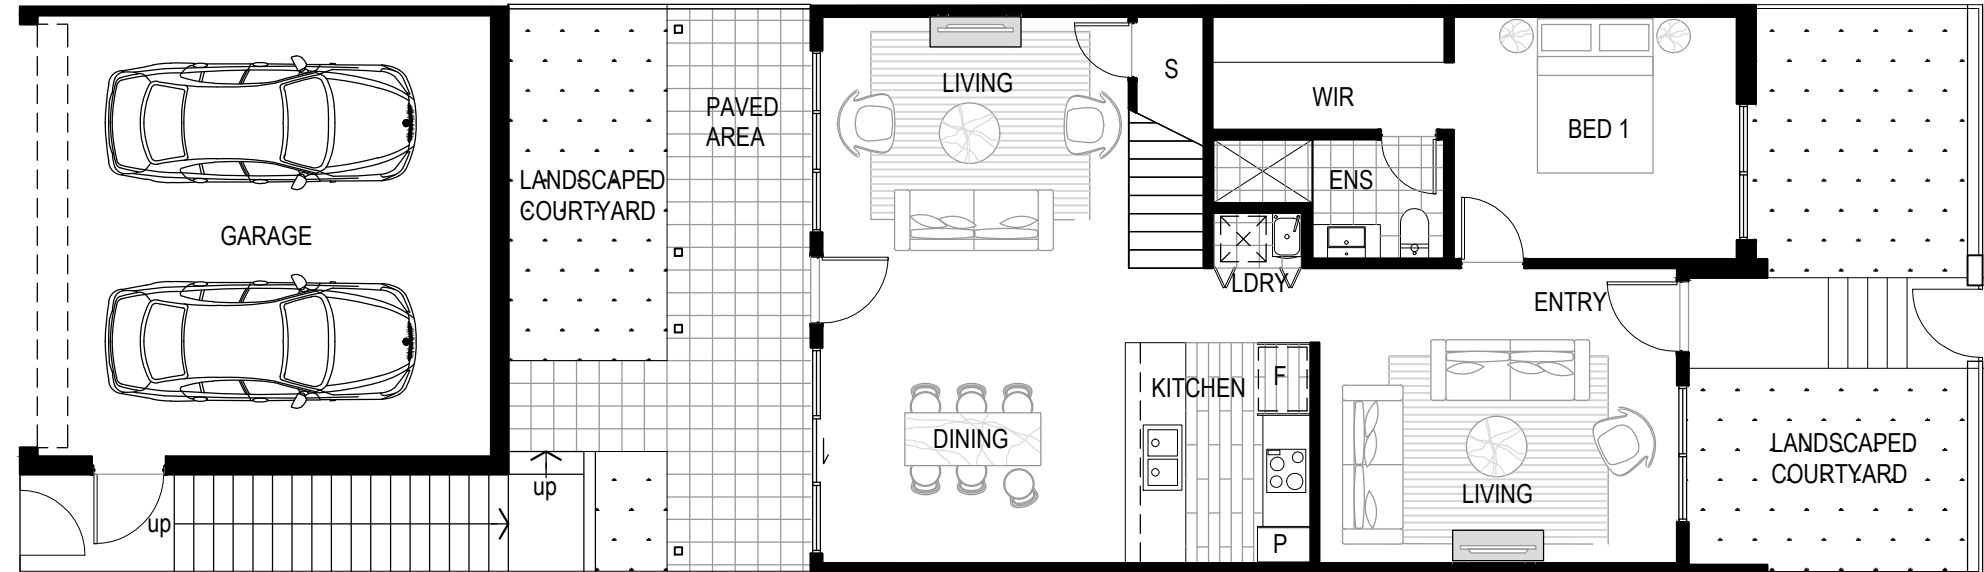 GARAGE
up
up
LANDSCAPED
COURTYARD
PAVED
AREA
LIVING
S
WIR
BED 1
ENS
LDRY
ENTRY
DINING
KITCHEN
F
P
LIVING
LANDSCAPED
COURTYARD